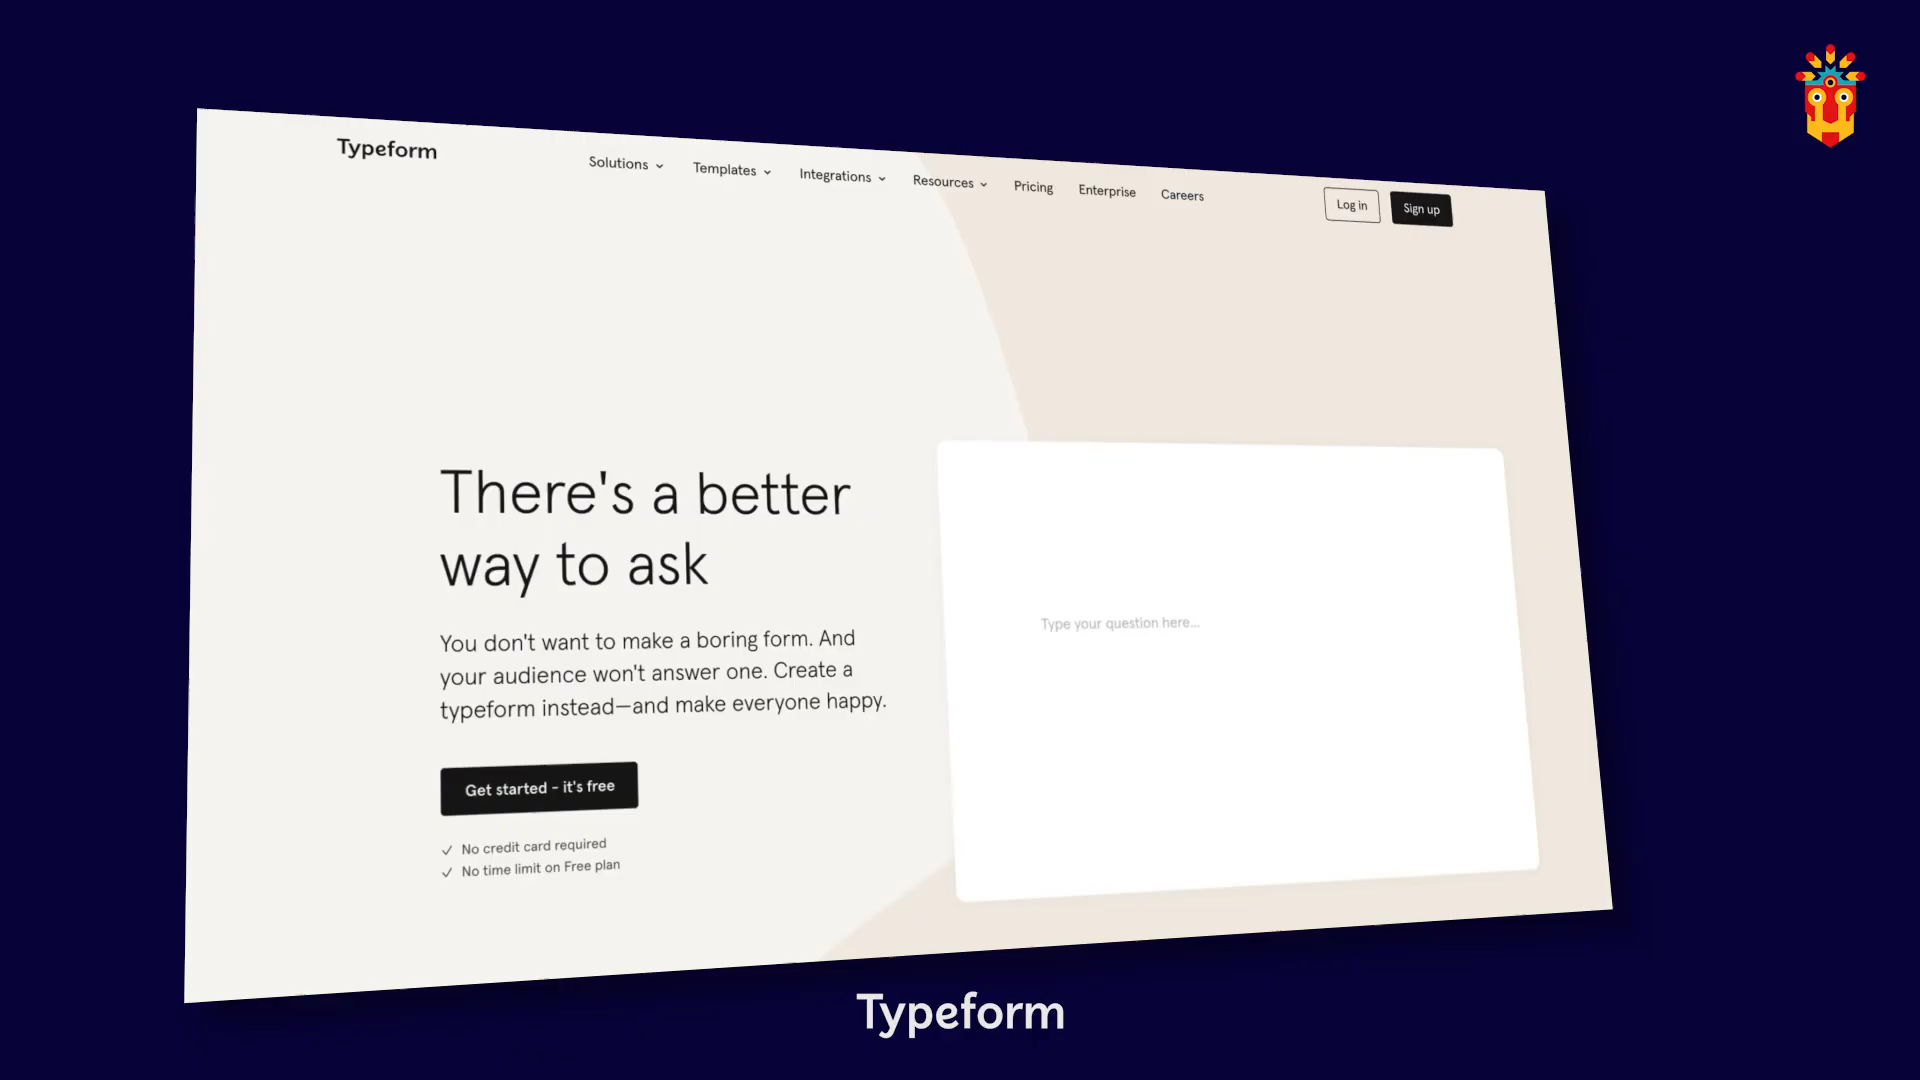 Typeform
Solutions
Templates
Integrations
Resources
Pricing
Enterprise
Careers
Log in
Sign up
There's a better
way to ask
You don't want to make a boring form. And
your audience won't answer one. Create a
typeform instead—and make everyone happy.
Get started - it's free
No credit card required
No time limit on Free plan
Type your question here...
Typeform